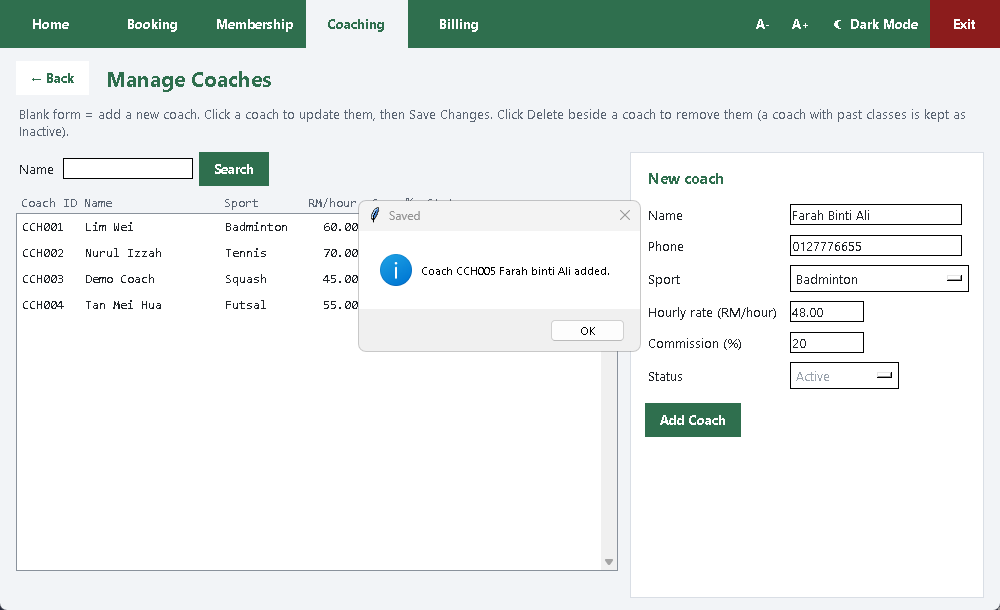 Home Booking Membership Coaching Billing A- A+ ☾ Dark Mode Exit
← Back Manage Coaches
Blank form = add a new coach. Click a coach to update them, then Save Changes. Click Delete beside a coach to remove them (a coach with past classes is kept as
Inactive).
Name Search
Coach ID Name Sport RM/hour
CCH001 Lim Wei Badminton 60.00
CCH002 Nurul Izzah Tennis 70.00
CCH003 Demo Coach Squash 45.00
CCH004 Tan Mei Hua Futsal 55.00
Saved
Coach CCH005 Farah binti Ali added.
OK
New coach
Name Farah Binti Ali
Phone 0127776655
Sport Badminton
Hourly rate (RM/hour) 48.00
Commission (%) 20
Status Active
Add Coach